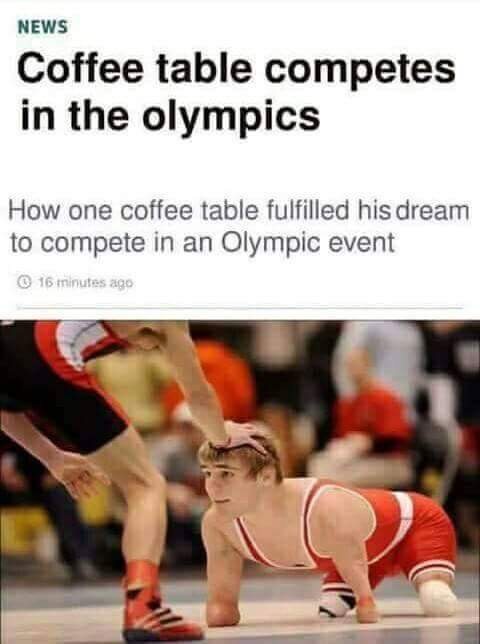 NEWS
Coffee table competes
in the olympics
How one coffee table fulfilled his dream
to compete in an Olympic event
16 minutes ago